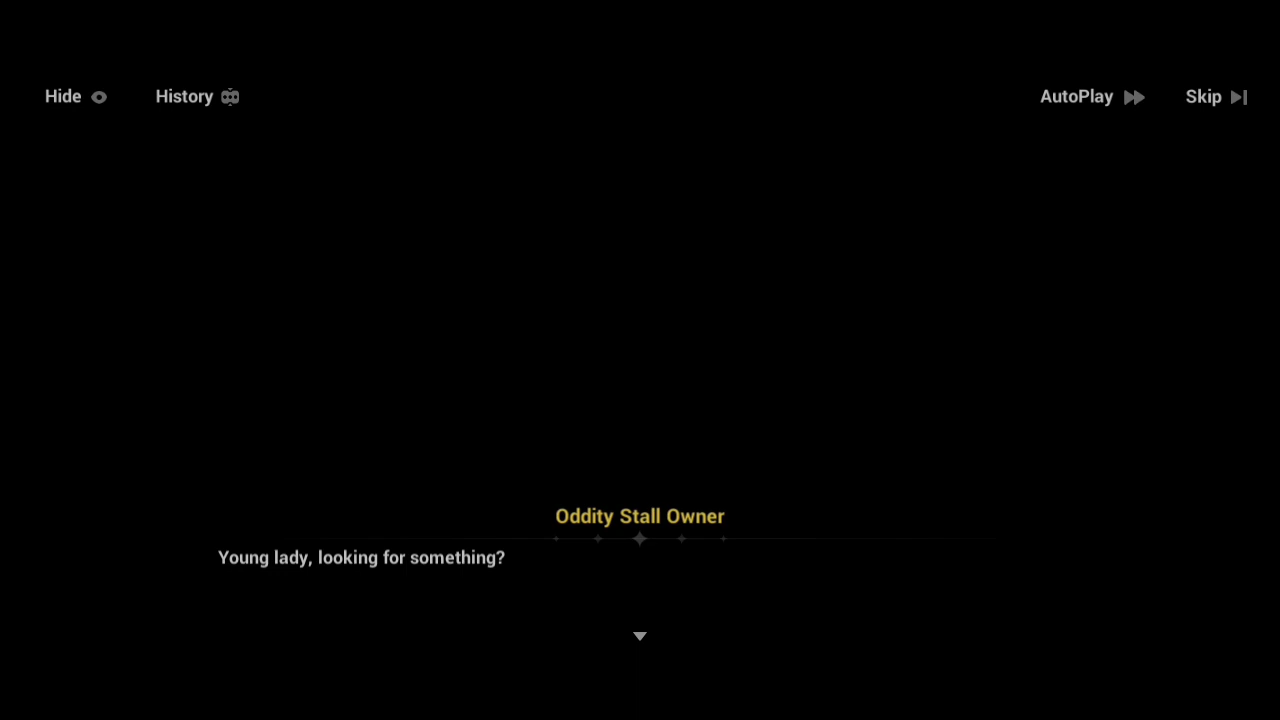 Hide
History
AutoPlay
Skip
Oddity Stall Owner
Young lady, looking for something?